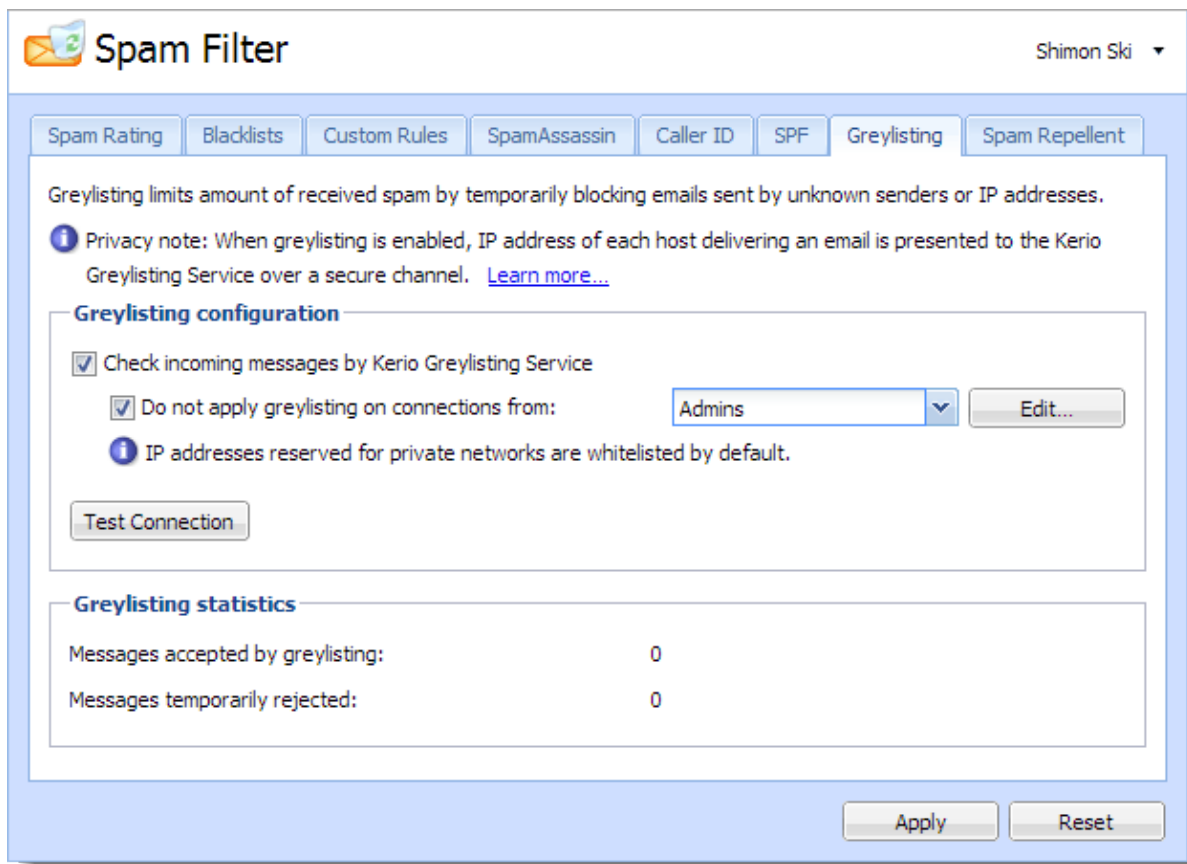 Spam Filter
Shimon Ski
Spam Rating
Blacklists
Custom Rules
SpamAssassin
Caller ID
SPF
Greylisting
Spam Repellent
Greylisting limits amount of received spam by temporarily blocking emails sent by unknown senders or IP addresses.
Privacy note: When greylisting is enabled, IP address of each host delivering an email is presented to the Kerio
Greylisting Service over a secure channel. Learn more...
Greylisting configuration
Check incoming messages by Kerio Greylisting Service
Do not apply greylisting on connections from: Admins Edit...
IP addresses reserved for private networks are whitelisted by default.
Test Connection
Greylisting statistics
Messages accepted by greylisting: 0
Messages temporarily rejected: 0
Apply
Reset